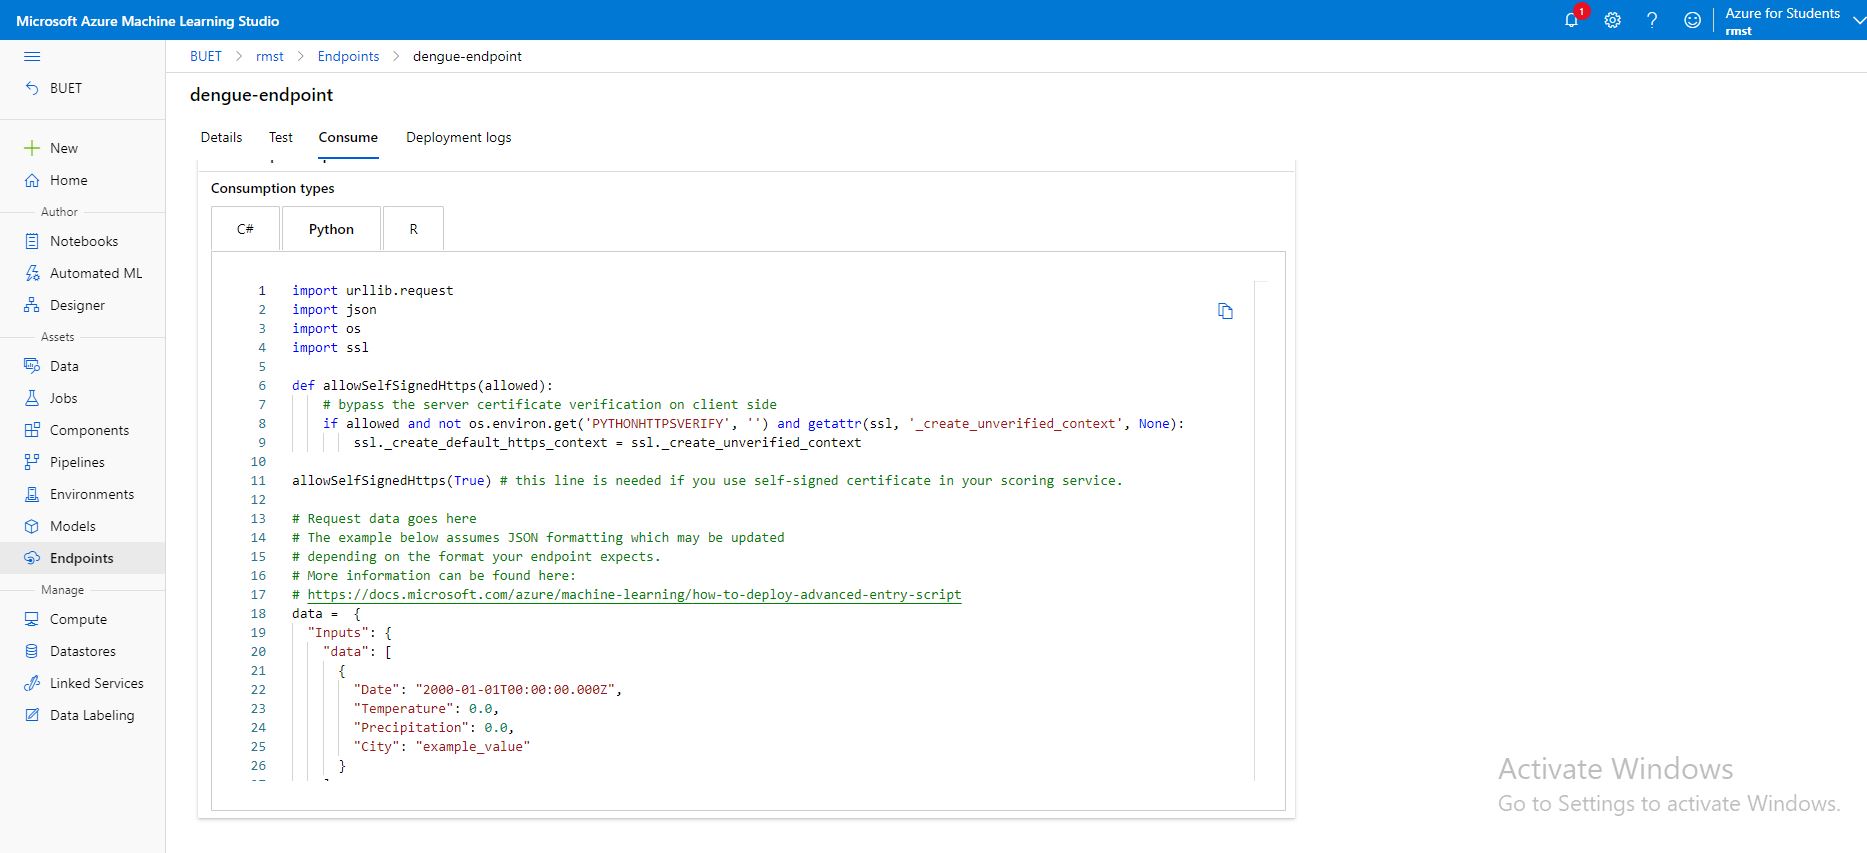 Microsoft Azure Machine Learning Studio
1
?
Azure for Students
rmst
BUET
New
Home
Author
Notebooks
Automated ML
Designer
Assets
Data
Jobs
Components
Pipelines
Environments
Models
Endpoints
Manage
Compute
Datastores
Linked Services
Data Labeling
BUET > rmst > Endpoints > dengue-endpoint
dengue-endpoint
Details Test Consume Deployment logs
Consumption types
C# Python R
1 import urllib.request
2 import json
3 import os
4 import ssl
5
6 def allowSelfSignedHttps(allowed):
7 # bypass the server certificate verification on client side
8 if allowed and not os.environ.get('PYTHONHTTPSVERIFY', '') and getattr(ssl, '_create_unverified_context', None):
9 ssl._create_default_https_context = ssl._create_unverified_context
10
11 allowSelfSignedHttps(True) # this line is needed if you use self-signed certificate in your scoring service.
12
13 # Request data goes here
14 # The example below assumes JSON formatting which may be updated
15 # depending on the format your endpoint expects.
16 # More information can be found here:
17 # https://docs.microsoft.com/azure/machine-learning/how-to-deploy-advanced-entry-script
18 data = {
19 "Inputs": {
20 "data": [
21 {
22 "Date": "2000-01-01T00:00:00.000Z",
23 "Temperature": 0.0,
24 "Precipitation": 0.0,
25 "City": "example_value"
26 }
Activate Windows
Go to Settings to activate Windows.